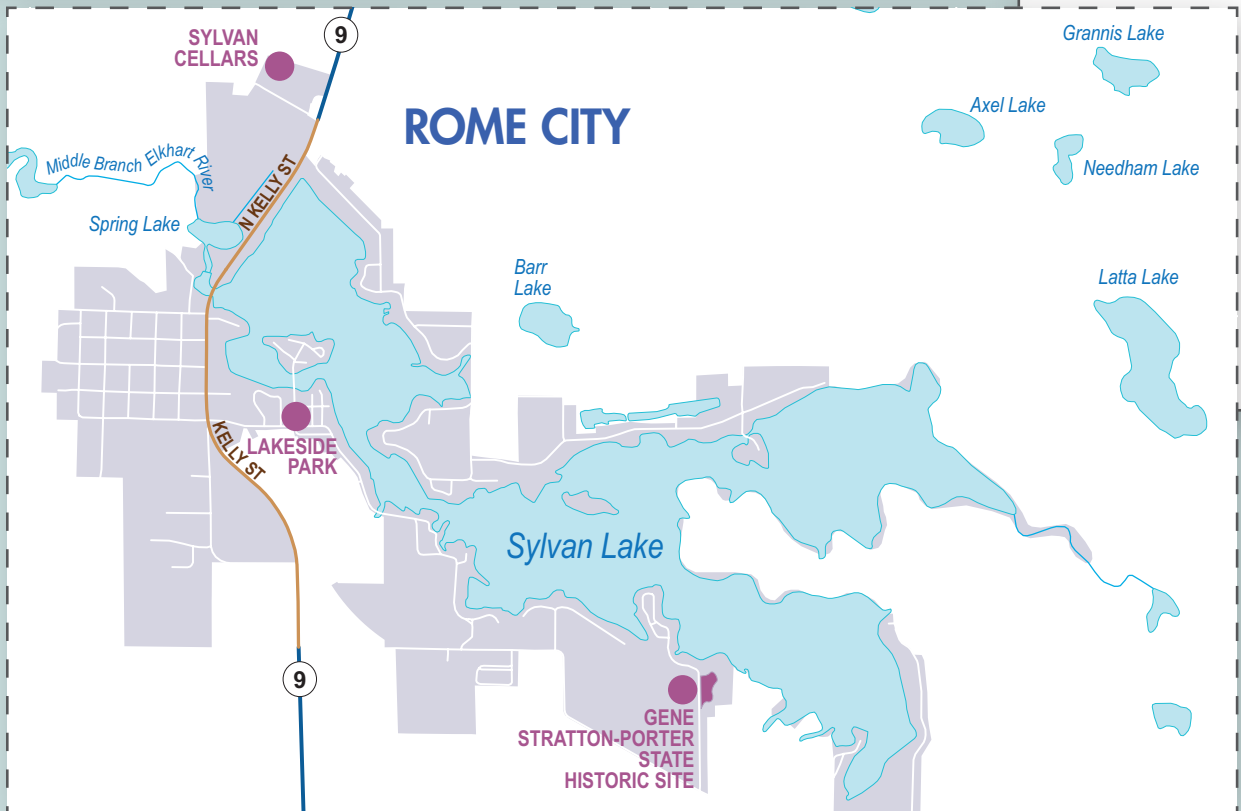 SYLVAN
CELLARS
9
Grannis Lake
ROME CITY
Axel Lake
Middle Branch Elkhart River
N KELLY ST
Needham Lake
Spring Lake
Barr
Lake
Latta Lake
KELLY ST
LAKESIDE
PARK
Sylvan Lake
9
GENE
STRATTON-PORTER
STATE
HISTORIC SITE